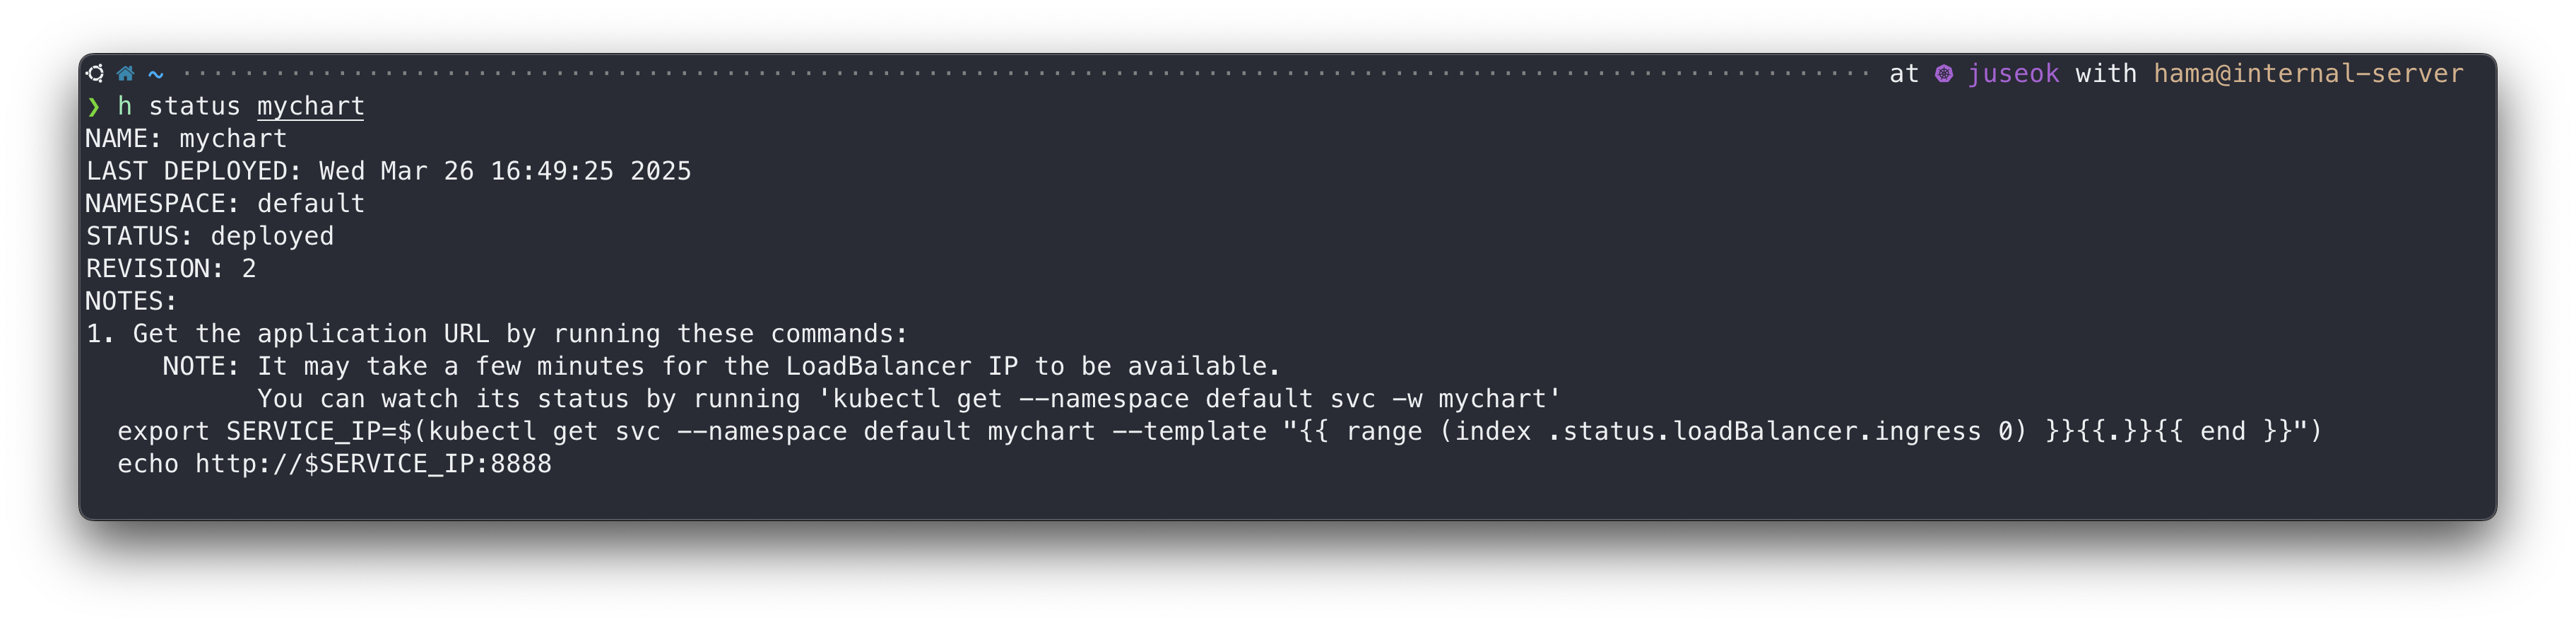 ~ at juseok with hama@internal-server
❯ h status mychart
NAME: mychart
LAST DEPLOYED: Wed Mar 26 16:49:25 2025
NAMESPACE: default
STATUS: deployed
REVISION: 2
NOTES:
1. Get the application URL by running these commands:
     NOTE: It may take a few minutes for the LoadBalancer IP to be available.
           You can watch its status by running 'kubectl get --namespace default svc -w mychart'
  export SERVICE_IP=$(kubectl get svc --namespace default mychart --template "{{ range (index .status.loadBalancer.ingress 0) }}{{.}}{{ end }}")
  echo http://$SERVICE_IP:8888